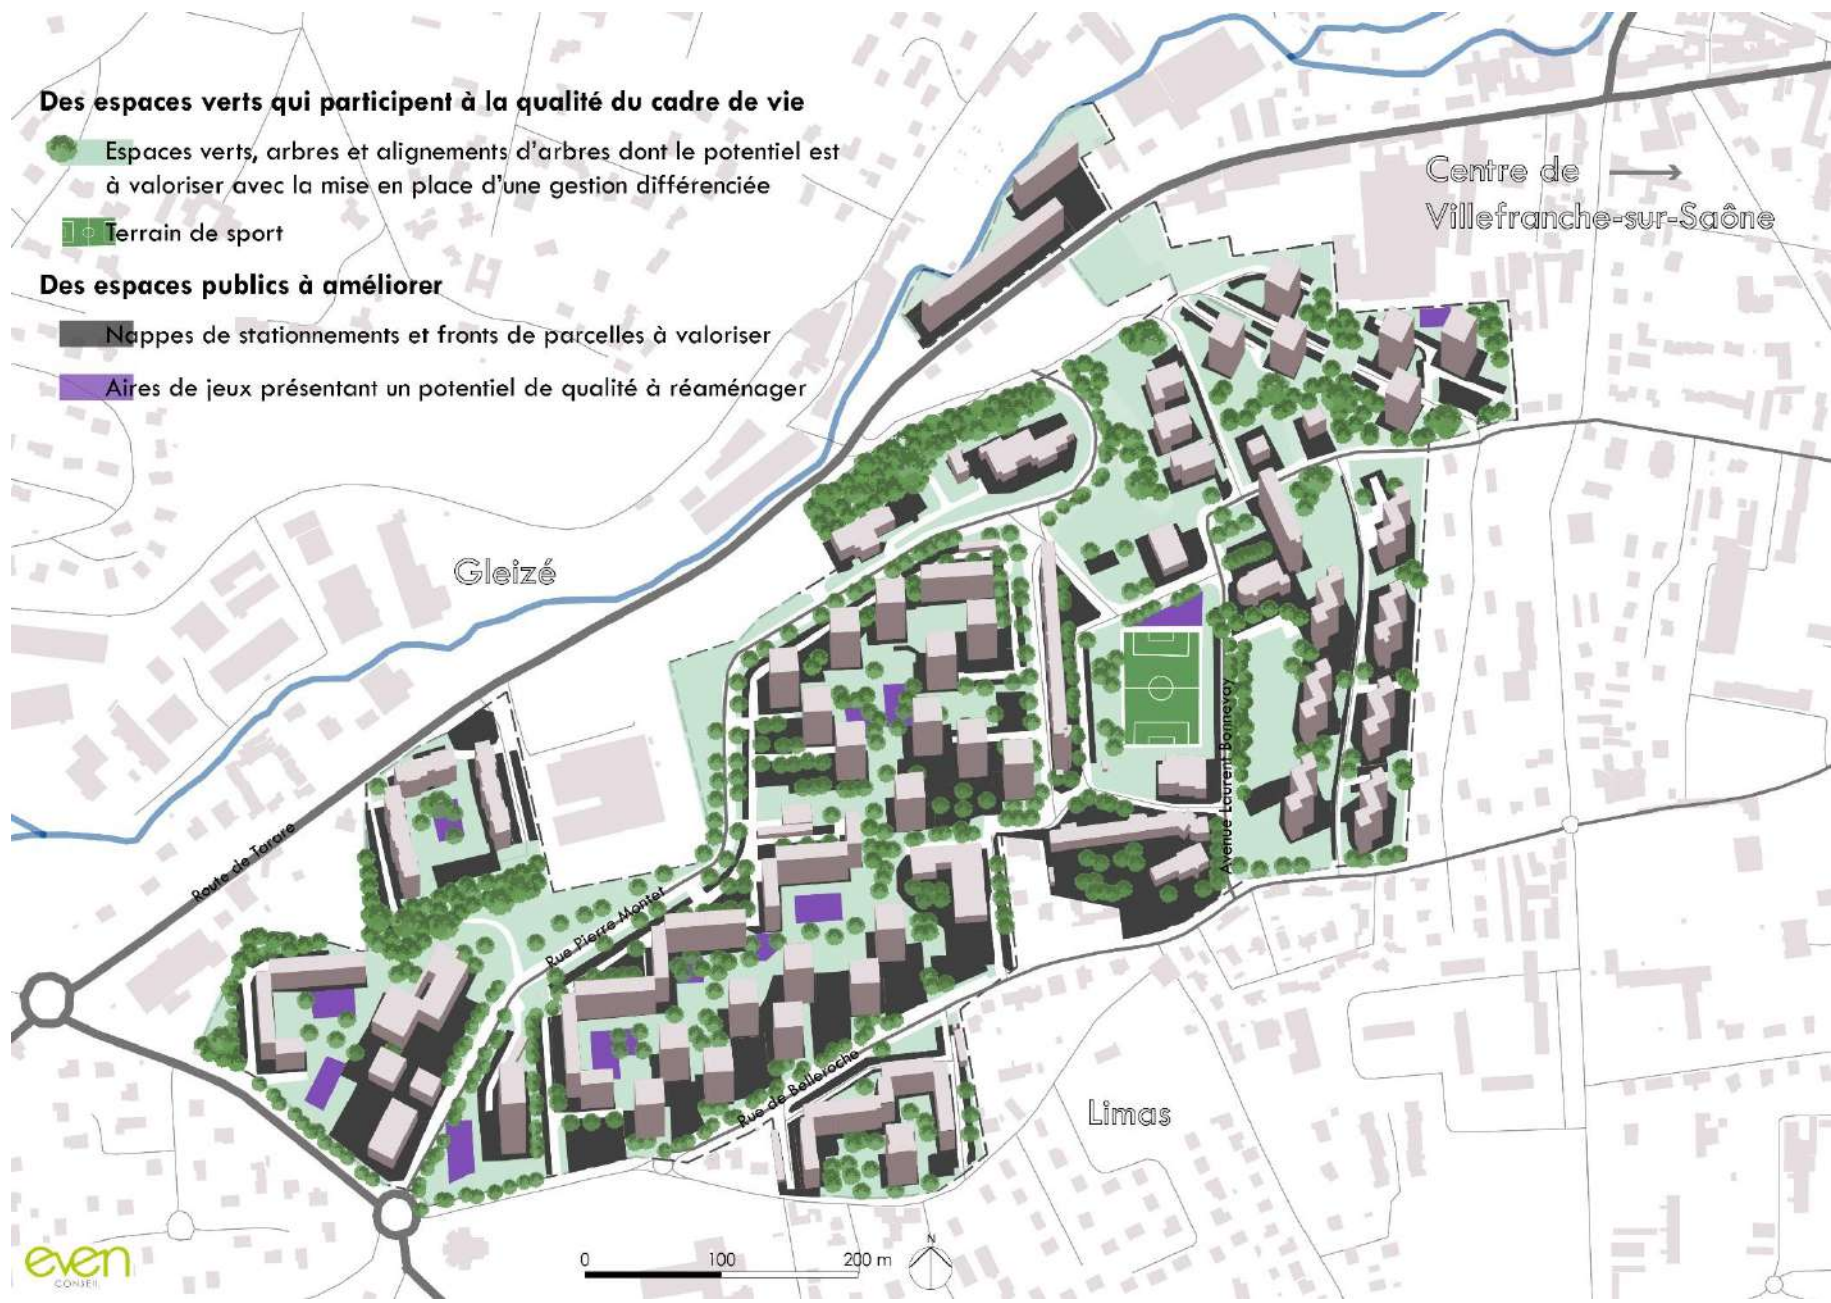 Des espaces verts qui participent à la qualité du cadre de vie
Espaces verts, arbres et alignements d'arbres dont le potentiel est
à valoriser avec la mise en place d'une gestion différenciée
Terrain de sport
Des espaces publics à améliorer
Nappes de stationnements et fronts de parcelles à valoriser
Aires de jeux présentant un potentiel de qualité à réaménager
Centre de
Villefranche-sur-Saône
Gleizé
Avenue Laurent Bonnevay
Route de Tarare
Rue Pierre Montet
Rue de Belleroche
Limas
even
CONSEIL
0 100 200 m
N